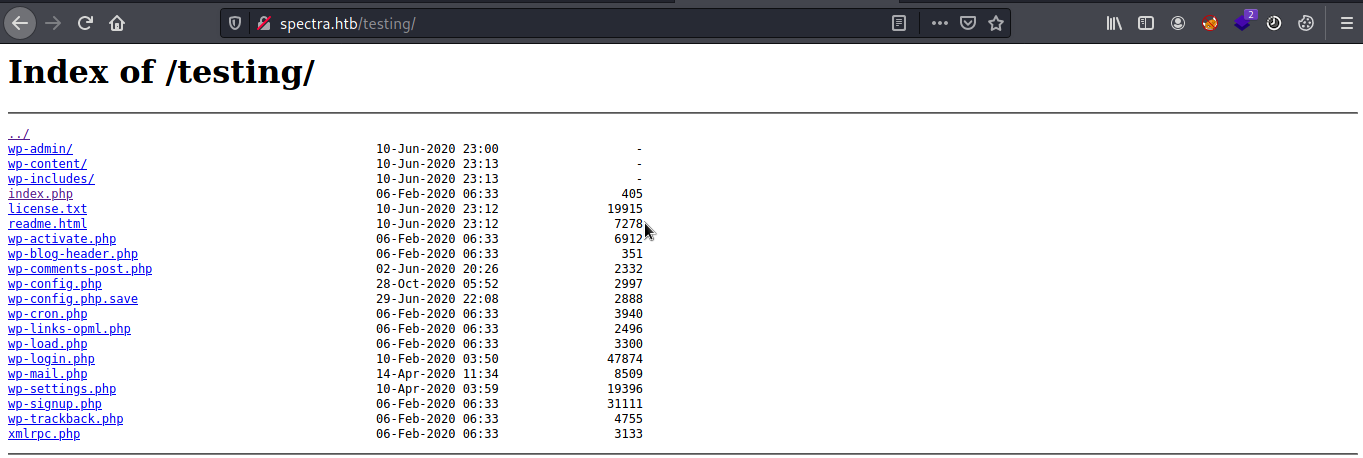 spectra.htb/testing/
2
Index of /testing/
../
wp-admin/ 10-Jun-2020 23:00 -
wp-content/ 10-Jun-2020 23:13 -
wp-includes/ 10-Jun-2020 23:13 -
index.php 06-Feb-2020 06:33 405
license.txt 10-Jun-2020 23:12 19915
readme.html 10-Jun-2020 23:12 7278
wp-activate.php 06-Feb-2020 06:33 6912
wp-blog-header.php 06-Feb-2020 06:33 351
wp-comments-post.php 02-Jun-2020 20:26 2332
wp-config.php 28-Oct-2020 05:52 2997
wp-config.php.save 29-Jun-2020 22:08 2888
wp-cron.php 06-Feb-2020 06:33 3940
wp-links-opml.php 06-Feb-2020 06:33 2496
wp-load.php 06-Feb-2020 06:33 3300
wp-login.php 10-Feb-2020 03:50 47874
wp-mail.php 14-Apr-2020 11:34 8509
wp-settings.php 10-Apr-2020 03:59 19396
wp-signup.php 06-Feb-2020 06:33 31111
wp-trackback.php 06-Feb-2020 06:33 4755
xmlrpc.php 06-Feb-2020 06:33 3133